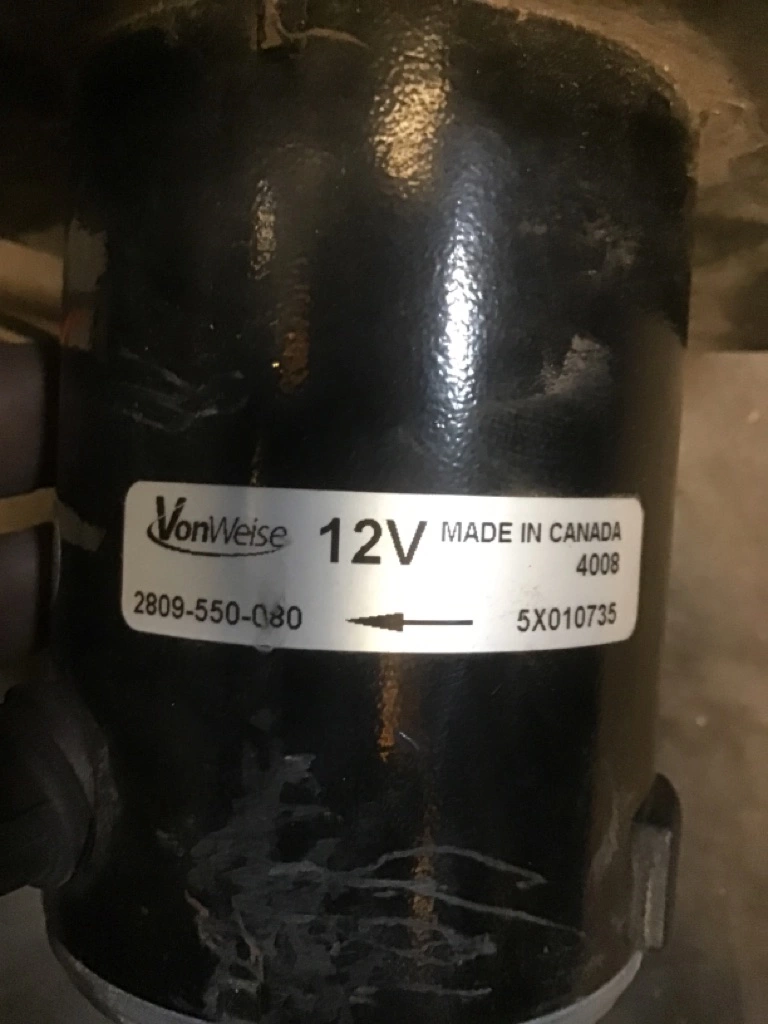 VonWeise 12V MADE IN CANADA
4008
2809-550-080 5X010735